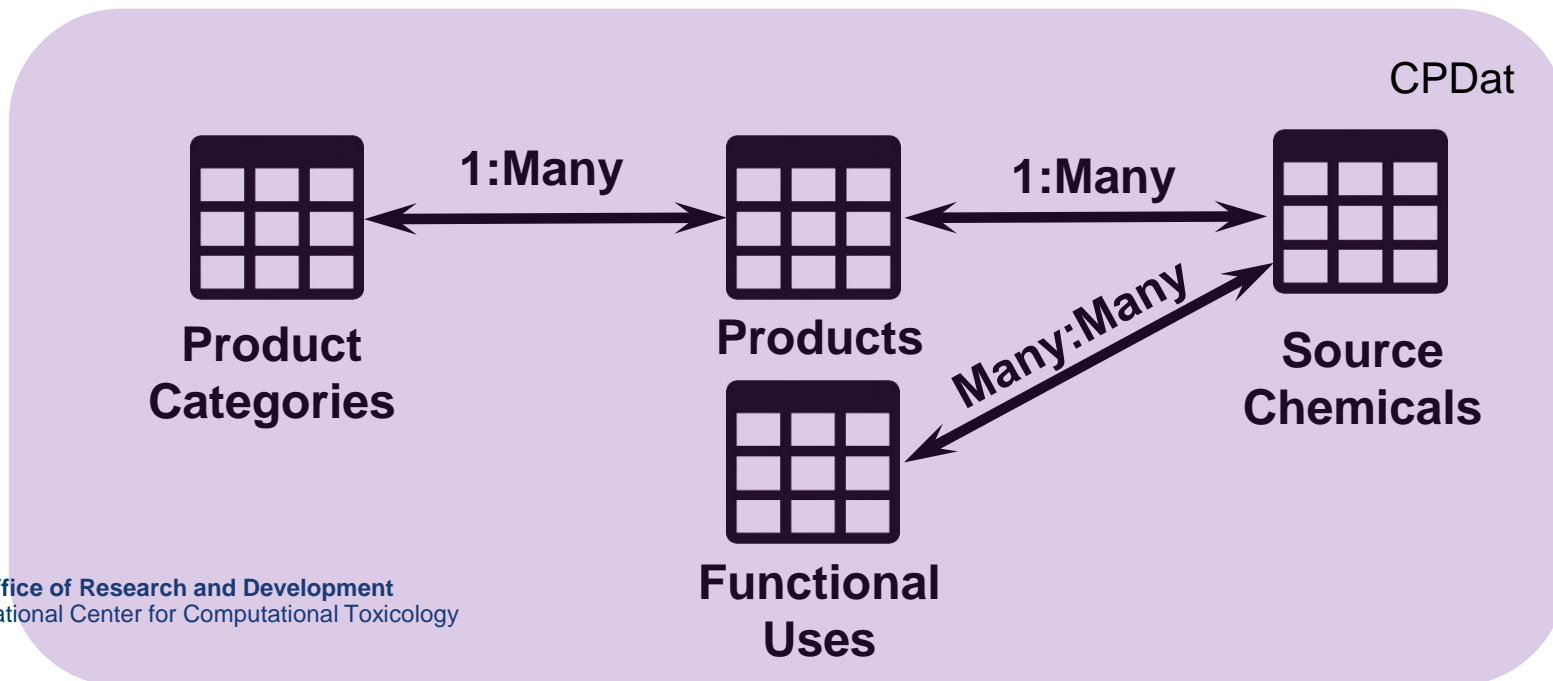 CPDat
1:Many
1:Many
Many:Many
Product
Categories
Products
Source
Chemicals
Functional
Uses
ffice of Research and Development
ational Center for Computational Toxicology